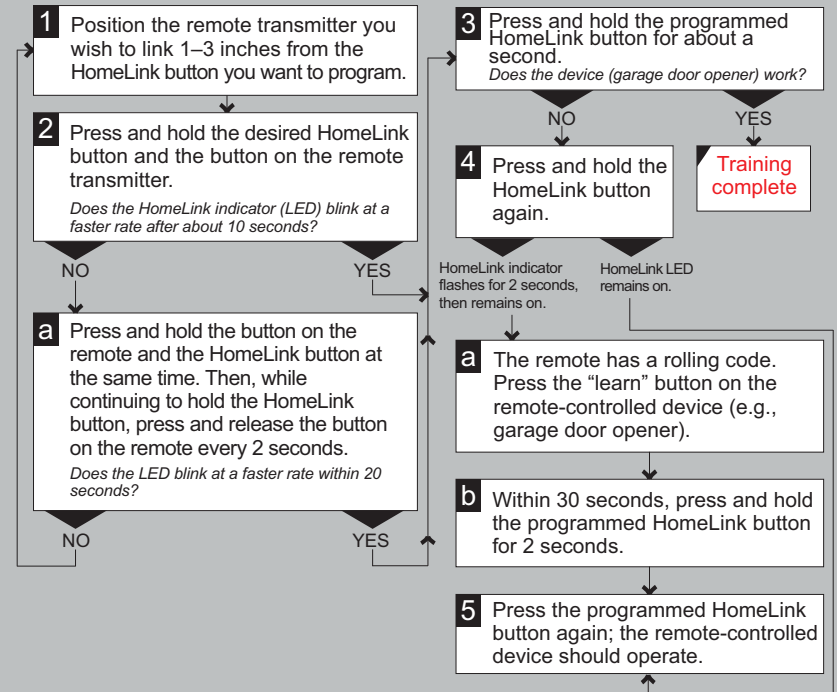 1 Position the remote transmitter you
wish to link 1–3 inches from the
HomeLink button you want to program.
2 Press and hold the desired HomeLink
button and the button on the remote
transmitter.
Does the HomeLink indicator (LED) blink at a
faster rate after about 10 seconds?
NO YES
a Press and hold the button on the
remote and the HomeLink button at
the same time. Then, while
continuing to hold the HomeLink
button, press and release the button
on the remote every 2 seconds.
Does the LED blink at a faster rate within 20
seconds?
NO YES
3 Press and hold the programmed
HomeLink button for about a
second.
Does the device (garage door opener) work?
NO YES
Training
complete
4 Press and hold the
HomeLink button
again.
HomeLink indicator
flashes for 2 seconds,
then remains on.
HomeLink LED
remains on.
a The remote has a rolling code.
Press the “learn” button on the
remote-controlled device (e.g.,
garage door opener).
b Within 30 seconds, press and hold
the programmed HomeLink button
for 2 seconds.
5 Press the programmed HomeLink
button again; the remote-controlled
device should operate.